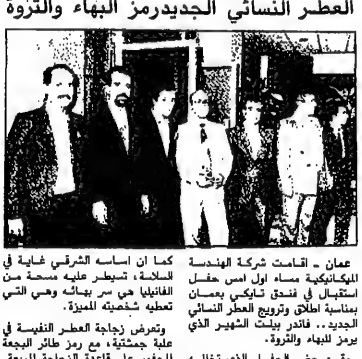 العطر النسائي الجديد رمز البهاء والثروة
عمان ـ اقامت شركة الهندسة
الميكانيكية مساء اول امس حفل
استقبال في فندق تايكي بعمان
بمناسبة اطلاق وترويج العطر النسائي
الجديد.. فاندر بيلت الشهير الذي
يرمز للبهاء والثروة.
كما ان اساسه الشرقي غاية في
السلاسة، تسيطر عليه مسحة من
الفانيليا هي سر بهائه وهي التي
تعطيه شخصيته المميزة.
وتعرض زجاجة العطر النفيسة في
علبة جمشتية، مع رمز طائر البجعة